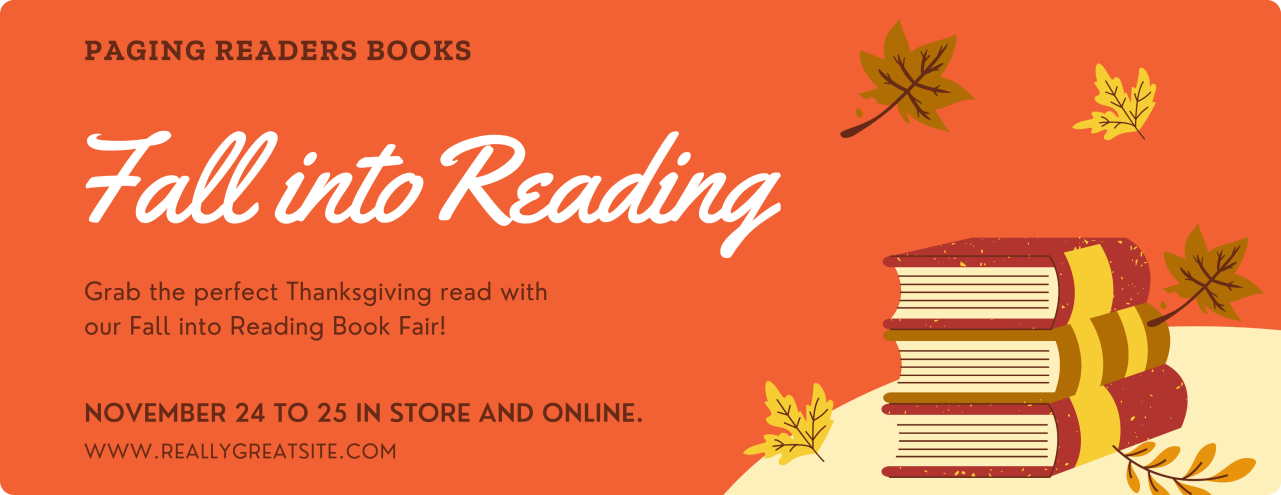 PAGING READERS BOOKS
Fall into Reading
Grab the perfect Thanksgiving read with
our Fall into Reading Book Fair!
NOVEMBER 24 TO 25 IN STORE AND ONLINE.
WWW.REALLYGREATSITE.COM